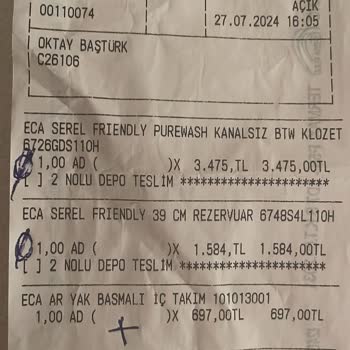 00110074
AÇIK
27.07.2024 16:05
OKTAY BAŞTÜRK
C26106
ECA SEREL FRIENDLY PUREWASH KANALSIZ BTW KLOZET
6726GDS110H
1,00 AD ( )X 3.475,TL 3.475,00TL
[ ] 2 NOLU DEPO TESLİM ********************
ECA SEREL FRIENDLY 39 CM REZERVUAR 6748S4L110H
1,00 AD ( )X 1.584,TL 1.584,00TL
[ ] 2 NOLU DEPO TESLİM ********************
ECA AR YAK BASMALI İÇ TAKIM 101013001
1,00 AD ( )X 697,00TL 697,00TL